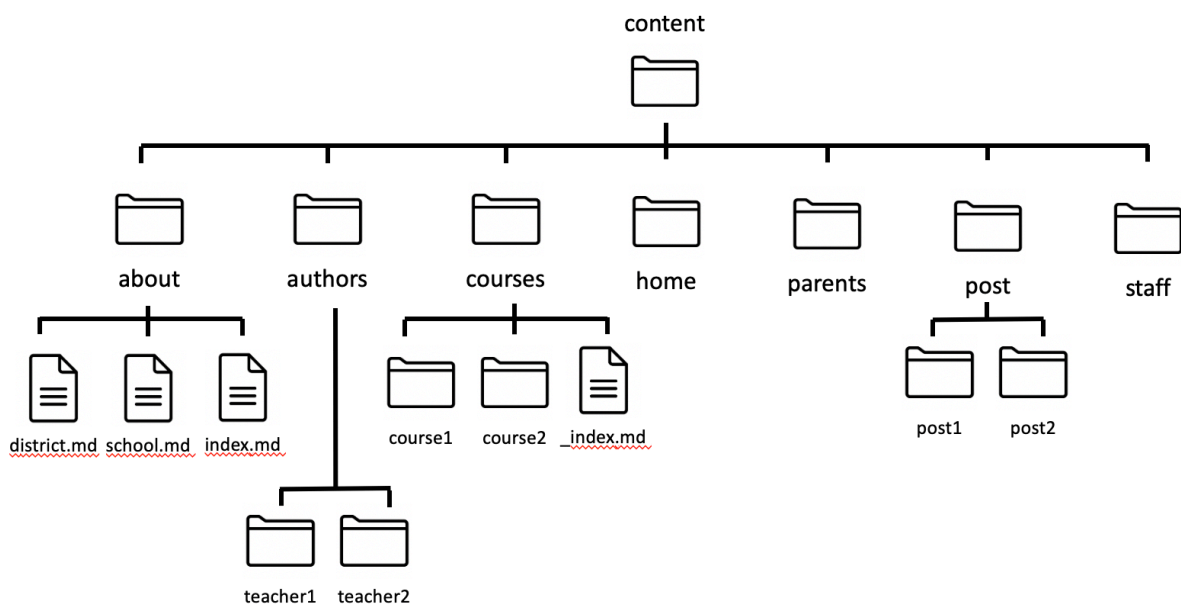 content
about
authors
courses
home
parents
post
staff
district.md
school.md
index.md
course1
course2
_index.md
post1
post2
teacher1
teacher2